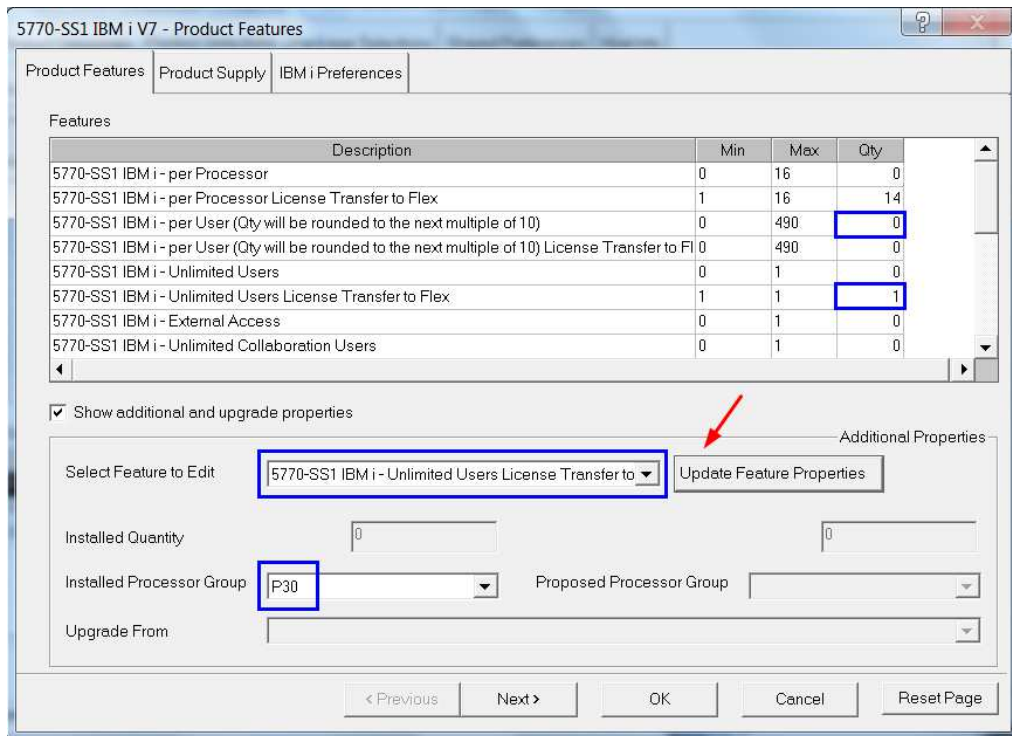 5770-SS1 IBM i V7 - Product Features
Product Features Product Supply IBM i Preferences
Features
Description Min Max Qty
5770-SS1 IBM i - per Processor 0 16 0
5770-SS1 IBM i - per Processor License Transfer to Flex 1 16 14
5770-SS1 IBM i - per User (Qty will be rounded to the next multiple of 10) 0 490 0
5770-SS1 IBM i - per User (Qty will be rounded to the next multiple of 10) License Transfer to Fl 0 490 0
5770-SS1 IBM i - Unlimited Users 0 1 0
5770-SS1 IBM i - Unlimited Users License Transfer to Flex 1 1 1
5770-SS1 IBM i - External Access 0 1 0
5770-SS1 IBM i - Unlimited Collaboration Users 0 1 0
Show additional and upgrade properties
Additional Properties
Select Feature to Edit 5770-SS1 IBM i - Unlimited Users License Transfer to Update Feature Properties
Installed Quantity 0 0
Installed Processor Group P30 Proposed Processor Group
Upgrade From
< Previous Next > OK Cancel Reset Page